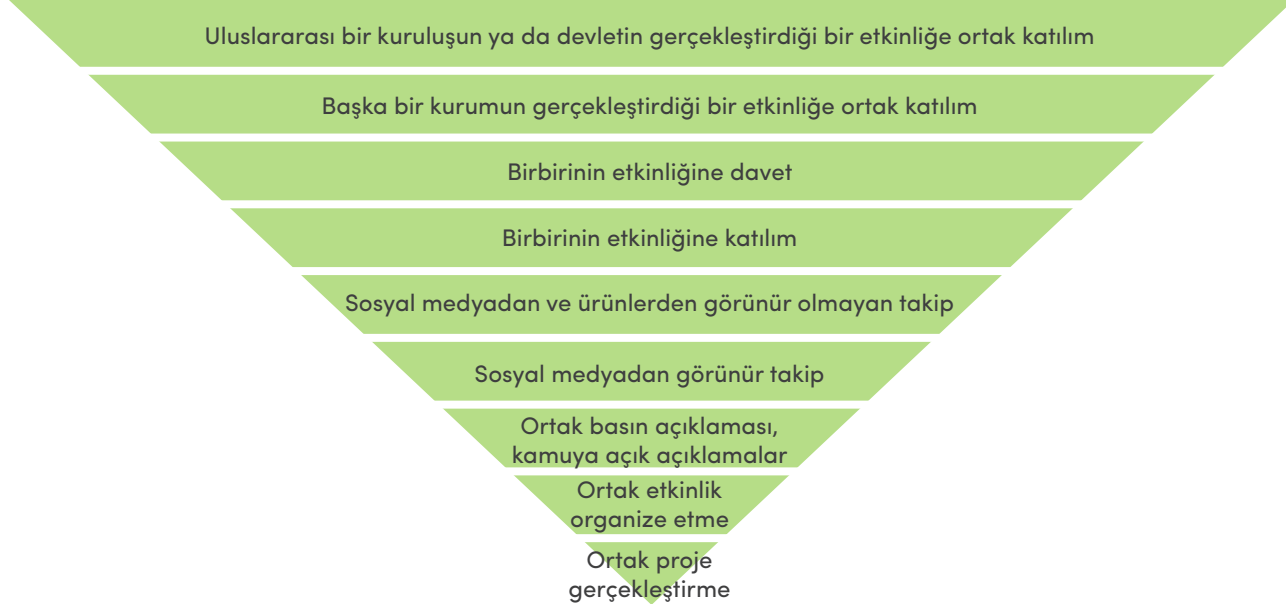 Uluslararası bir kuruluşun ya da devletin gerçekleştirdiği bir etkinliğe ortak katılım
Başka bir kurumun gerçekleştirdiği bir etkinliğe ortak katılım
Birbirinin etkinliğine davet
Birbirinin etkinliğine katılım
Sosyal medyadan ve ürünlerden görünür olmayan takip
Sosyal medyadan görünür takip
Ortak basın açıklaması,
kamuya açık açıklamalar
Ortak etkinlik
organize etme
Ortak proje
gerçekleştirme